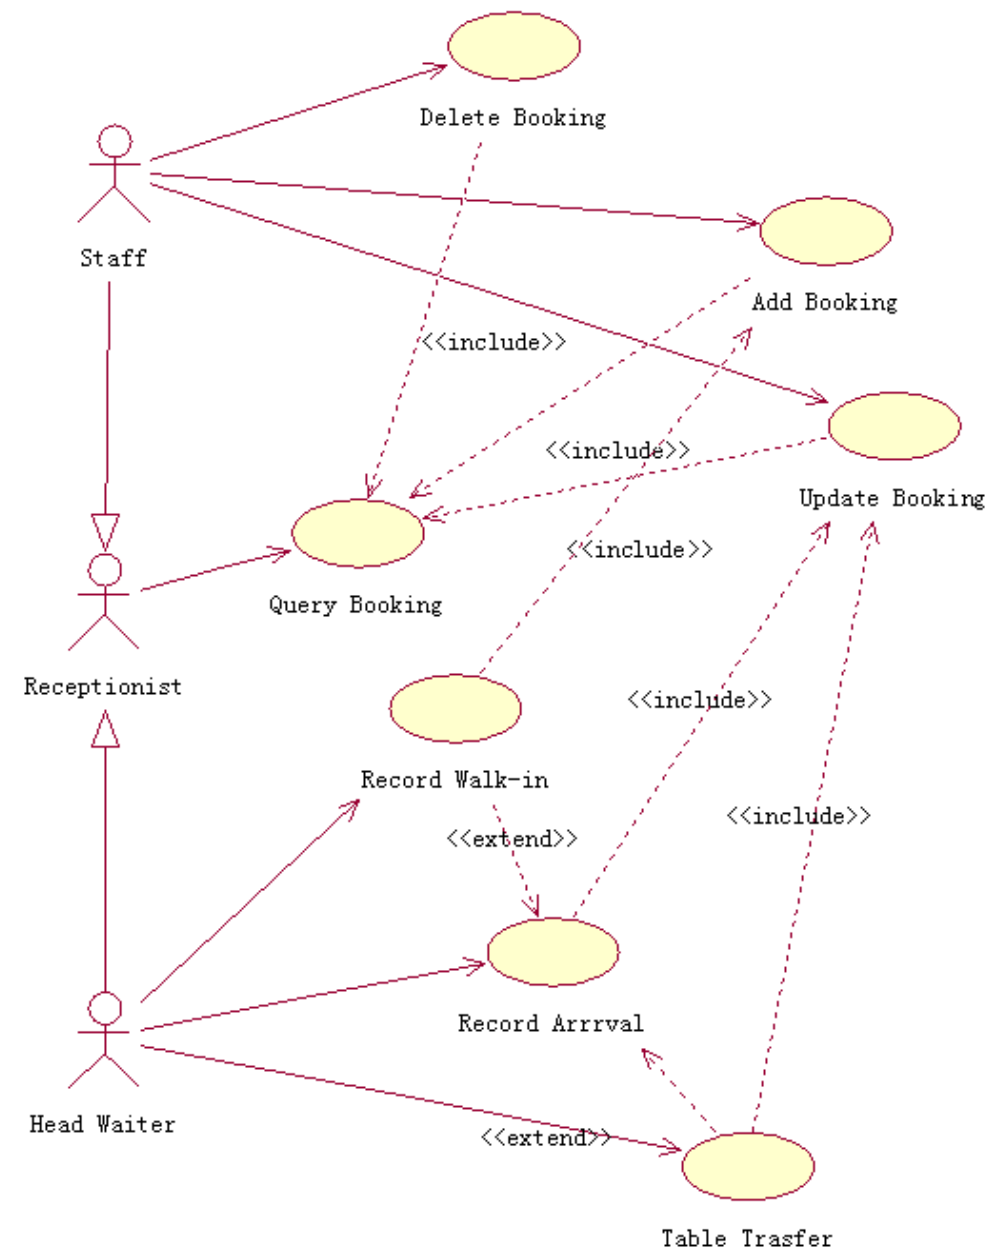 Delete Booking
Staff
Add Booking
<<include>>
<<include>>
Update Booking
<<include>>
Query Booking
Receptionist
<<include>>
Record Walk-in
<<include>>
<<extend>>
Record Arrrval
Head Waiter
<<extend>>
Table Trasfer